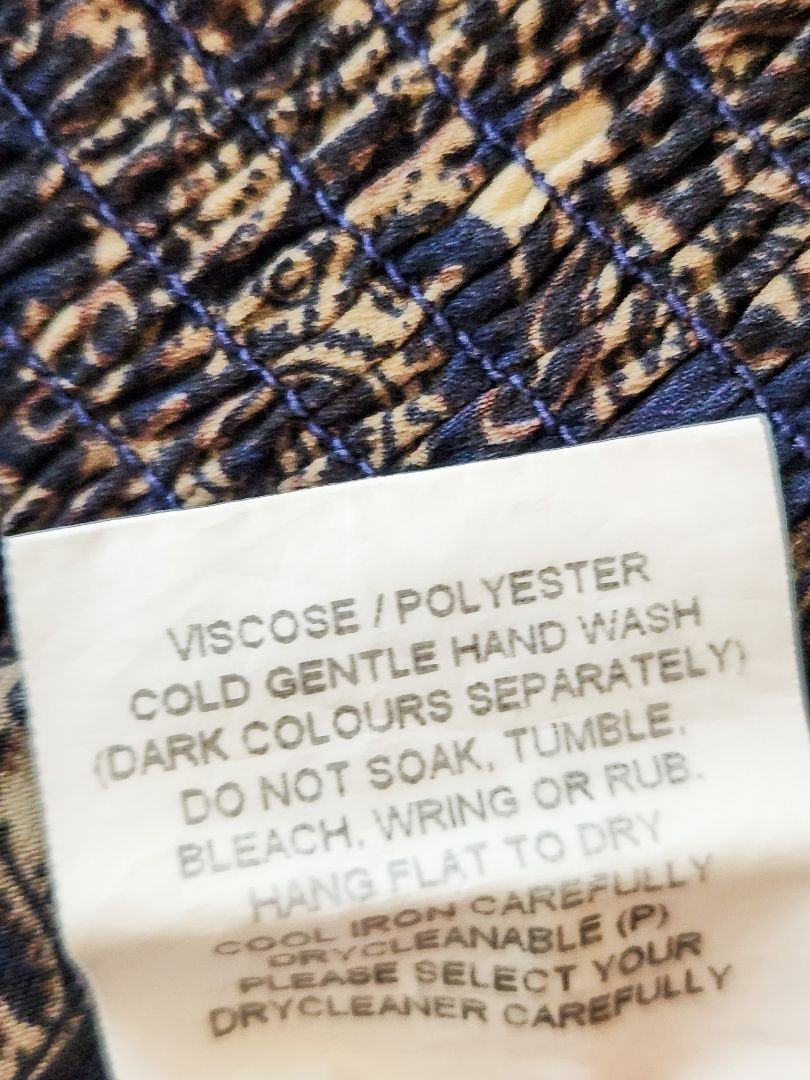 VISCOSE / POLYESTER
COLD GENTLE HAND WASH
(DARK COLOURS SEPARATELY)
DO NOT SOAK, TUMBLE,
BLEACH, WRING OR RUB.
HANG FLAT TO DRY
COOL IRON CAREFULLY
DRYCLEANABLE (P)
PLEASE SELECT YOUR
DRYCLEANER CAREFULLY